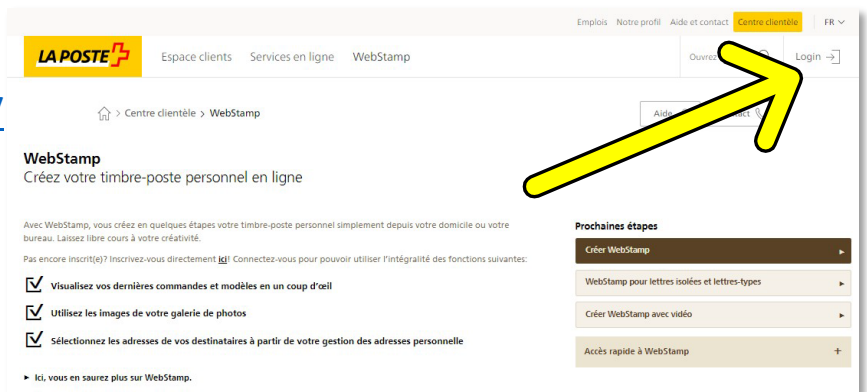 Emplois Notre profil Aide et contact Centre clientèle FR
LA POSTE Espace clients Services en ligne WebStamp Ouvrez Login
> Centre clientèle > WebStamp Aide
WebStamp
Créez votre timbre-poste personnel en ligne
Avec WebStamp, vous créez en quelques étapes votre timbre-poste personnel simplement depuis votre domicile ou votre
bureau. Laissez libre cours à votre créativité.
Pas encore inscrit(e)? Inscrivez-vous directement ici! Connectez-vous pour pouvoir utiliser l'intégralité des fonctions suivantes:
Visualisez vos dernières commandes et modèles en un coup d'œil
Utilisez les images de votre galerie de photos
Sélectionnez les adresses de vos destinataires à partir de votre gestion des adresses personnelle
Ici, vous en saurez plus sur WebStamp.
Prochaines étapes
Créer WebStamp
WebStamp pour lettres isolées et lettres-types
Créer WebStamp avec vidéo
Accès rapide à WebStamp +